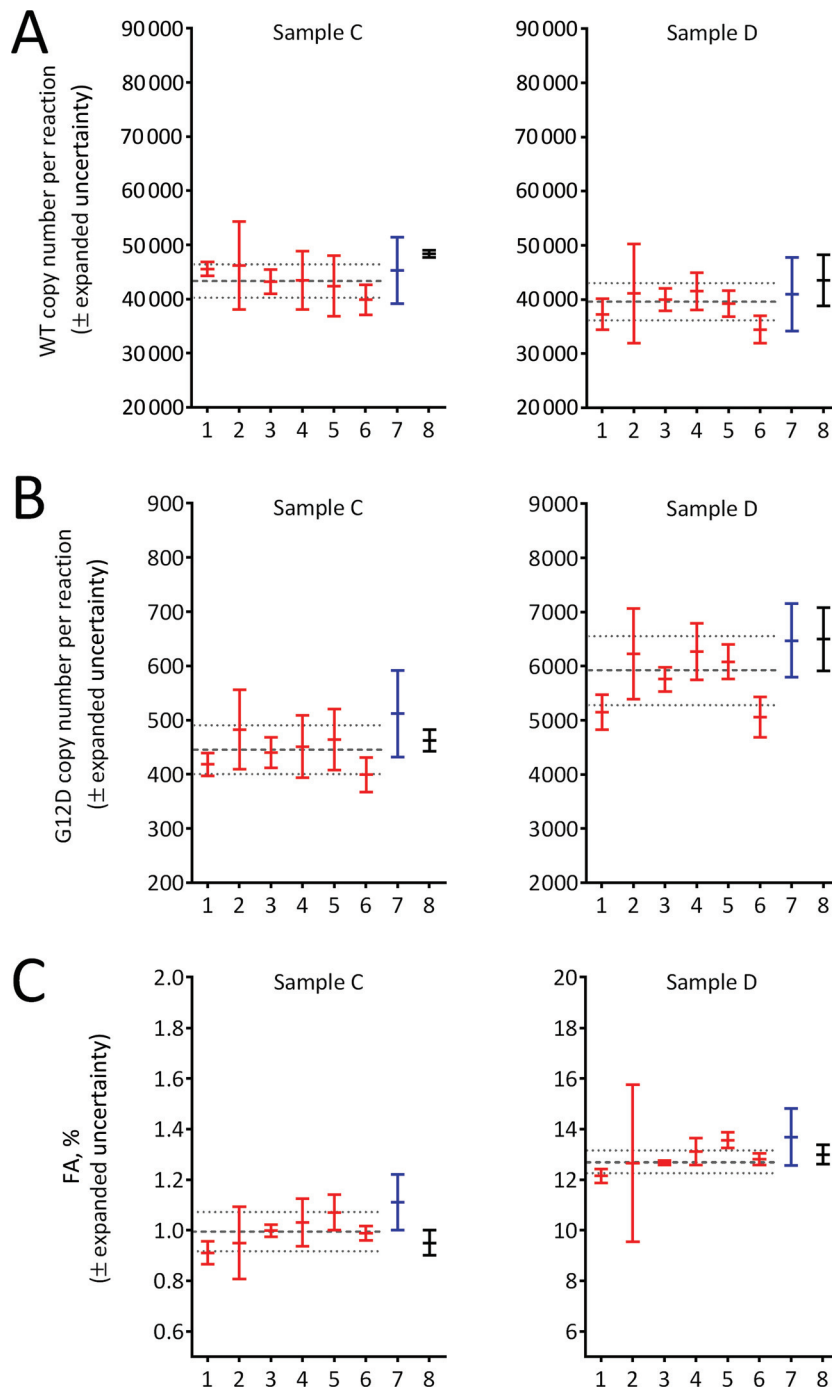 A
WT copy number per reaction
(± expanded uncertainty)
Sample C
90 000
80 000
70 000
60 000
50 000
40 000
30 000
20 000
1 2 3 4 5 6 7 8
Sample D
90 000
80 000
70 000
60 000
50 000
40 000
30 000
20 000
1 2 3 4 5 6 7 8
B
G12D copy number per reaction
(± expanded uncertainty)
Sample C
900
800
700
600
500
400
300
200
1 2 3 4 5 6 7 8
Sample D
9000
8000
7000
6000
5000
4000
3000
2000
1 2 3 4 5 6 7 8
C
FA, %
(± expanded uncertainty)
Sample C
2.0
1.8
1.6
1.4
1.2
1.0
0.8
0.6
1 2 3 4 5 6 7 8
Sample D
20
18
16
14
12
10
8
6
1 2 3 4 5 6 7 8